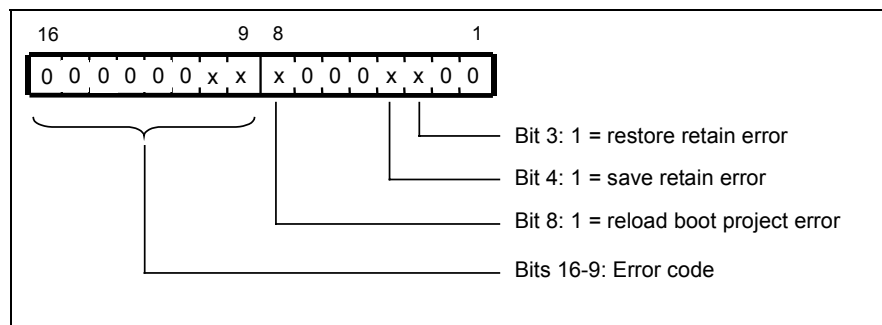 16 9 8 1
0 0 0 0 0 0 x x x 0 0 0 x x 0 0
Bit 3: 1 = restore retain error
Bit 4: 1 = save retain error
Bit 8: 1 = reload boot project error
Bits 16-9: Error code